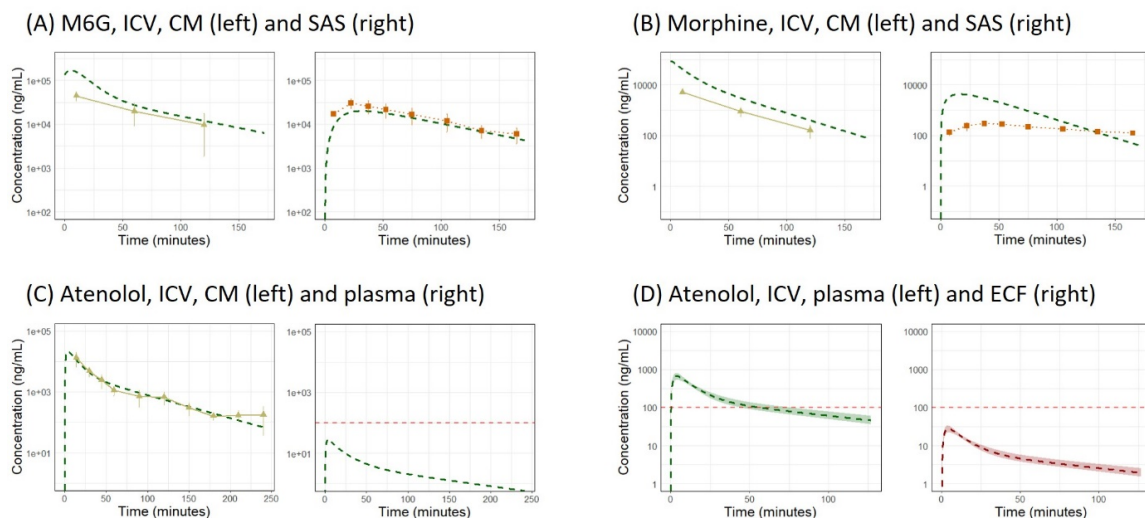 (A) M6G, ICV, CM (left) and SAS (right)
Concentration (ng/mL)
1e+05
1e+04
1e+03
1e+02
0 50 100 150
Time (minutes)
1e+05
1e+04
1e+03
1e+02
0 50 100 150
Time (minutes)
(B) Morphine, ICV, CM (left) and SAS (right)
Concentration (ng/mL)
10000
100
1
0 50 100 150
Time (minutes)
10000
100
1
0 50 100 150
Time (minutes)
(C) Atenolol, ICV, CM (left) and plasma (right)
Concentration (ng/mL)
1e+05
1e+03
1e+01
0 50 100 150 200 250
Time (minutes)
1e+05
1e+03
1e+01
0 50 100 150 200 250
Time (minutes)
(D) Atenolol, ICV, plasma (left) and ECF (right)
Concentration (ng/mL)
1000
1000
100
10
1
0 50 100
Time (minutes)
1000
1000
100
10
1
0 50 100
Time (minutes)